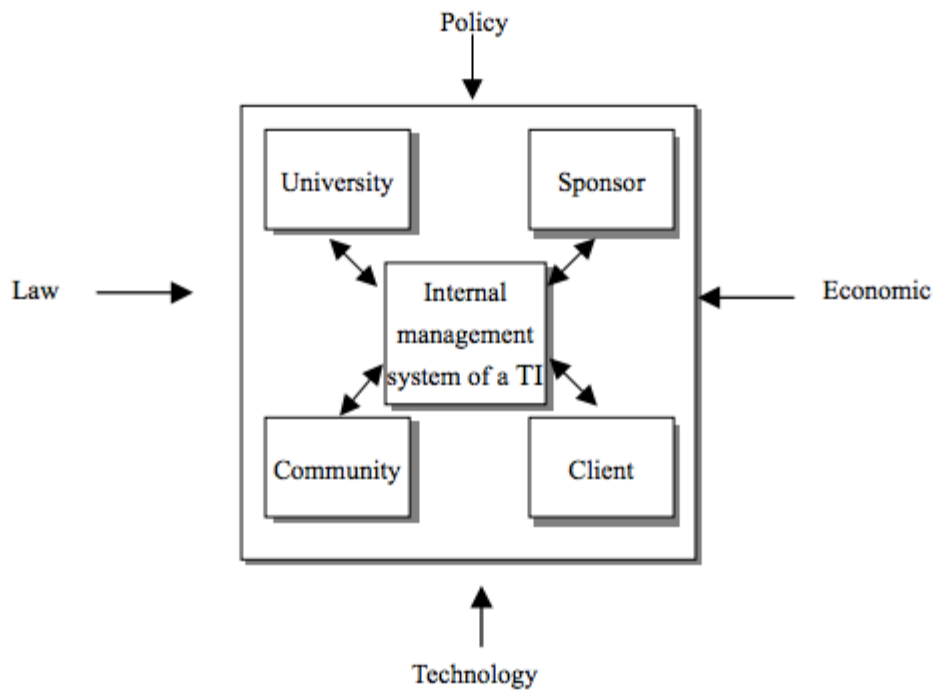 Policy
University
Sponsor
Law
Internal
management
system of a TI
Economic
Community
Client
Technology